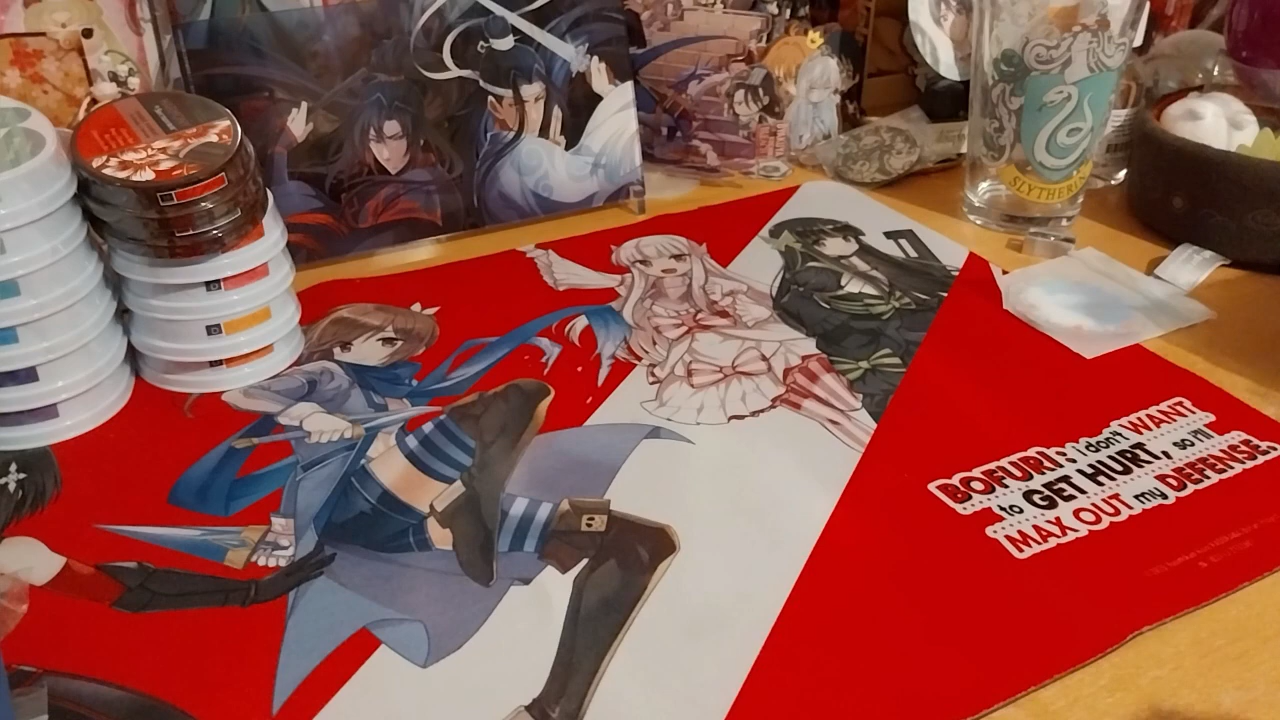 SLYTHERIN
BOFURI: I don't WANT
to GET HURT, so I'll
MAX OUT my DEFENSE.